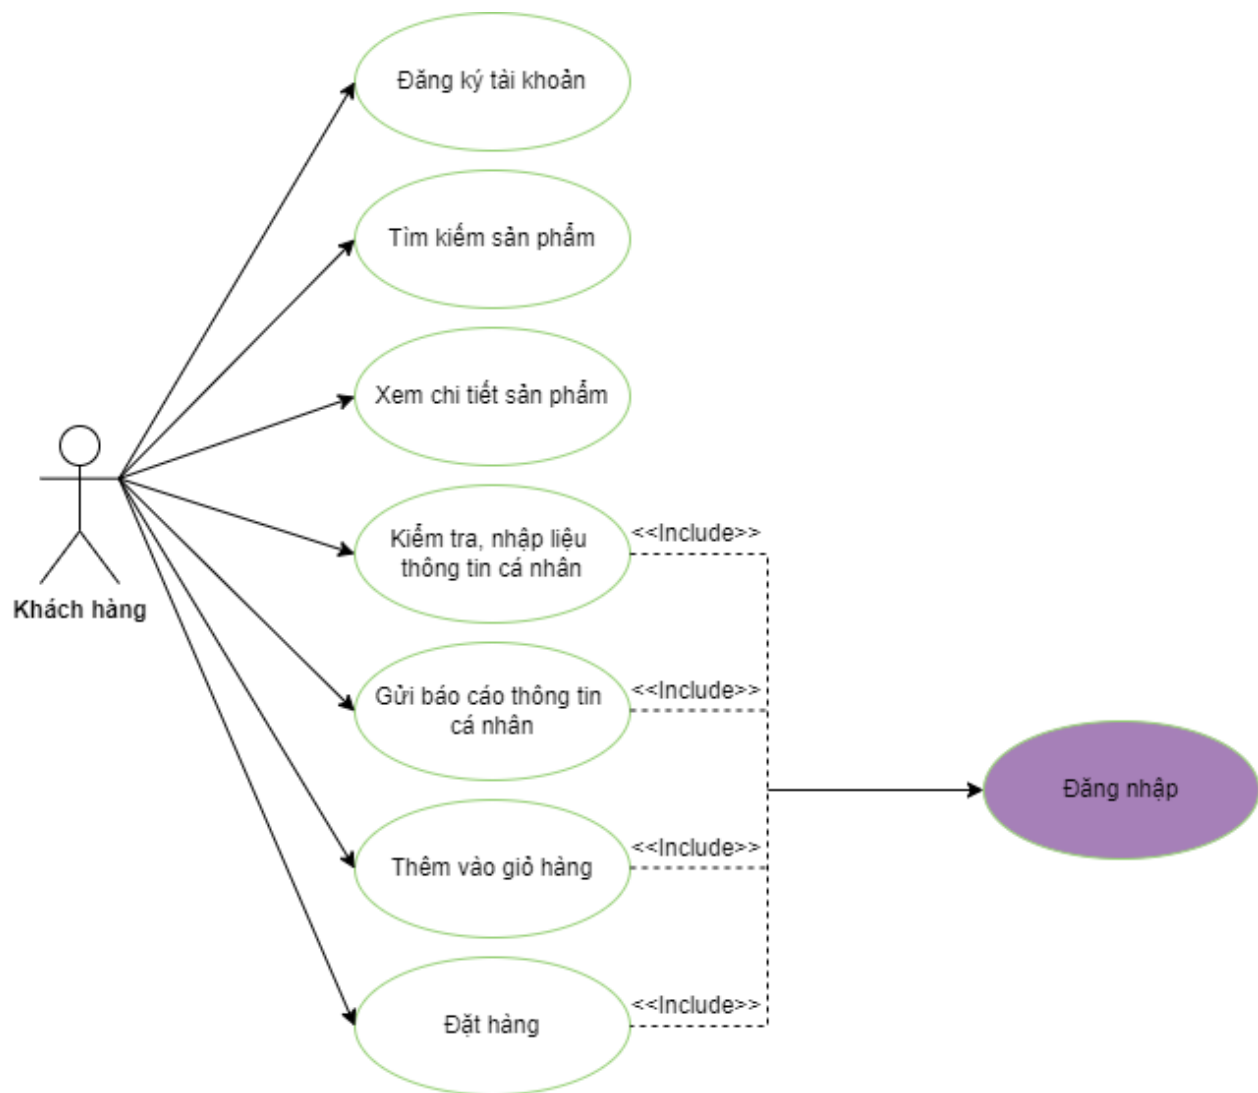 Đăng ký tài khoản
Tìm kiếm sản phẩm
Xem chi tiết sản phẩm
Kiểm tra, nhập liệu
thông tin cá nhân
<<Include>>
Khách hàng
Gửi báo cáo thông tin
cá nhân
<<Include>>
Đăng nhập
Thêm vào giỏ hàng
<<Include>>
Đặt hàng
<<Include>>